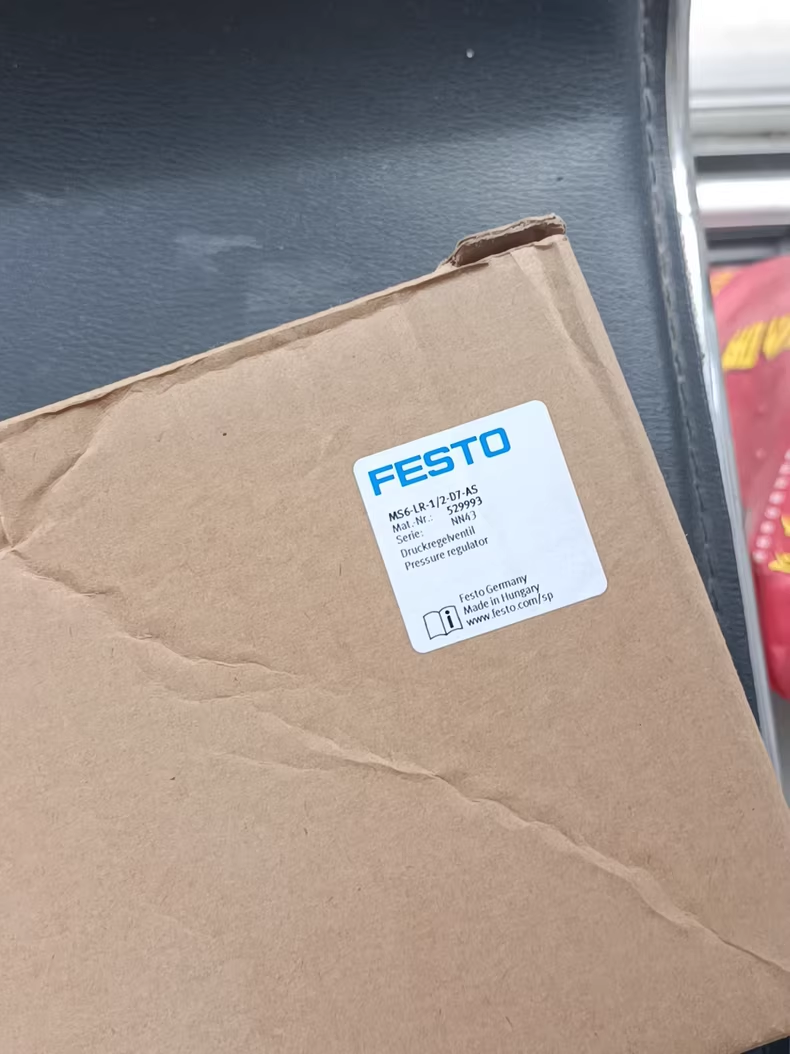 FESTO
MS6-LR-1/2-D7-AS
Mat.-Nr.: 529993
Serie: NN43
Druckregelventil
Pressure regulator
Festo Germany
Made in Hungary
www.festo.com/sp